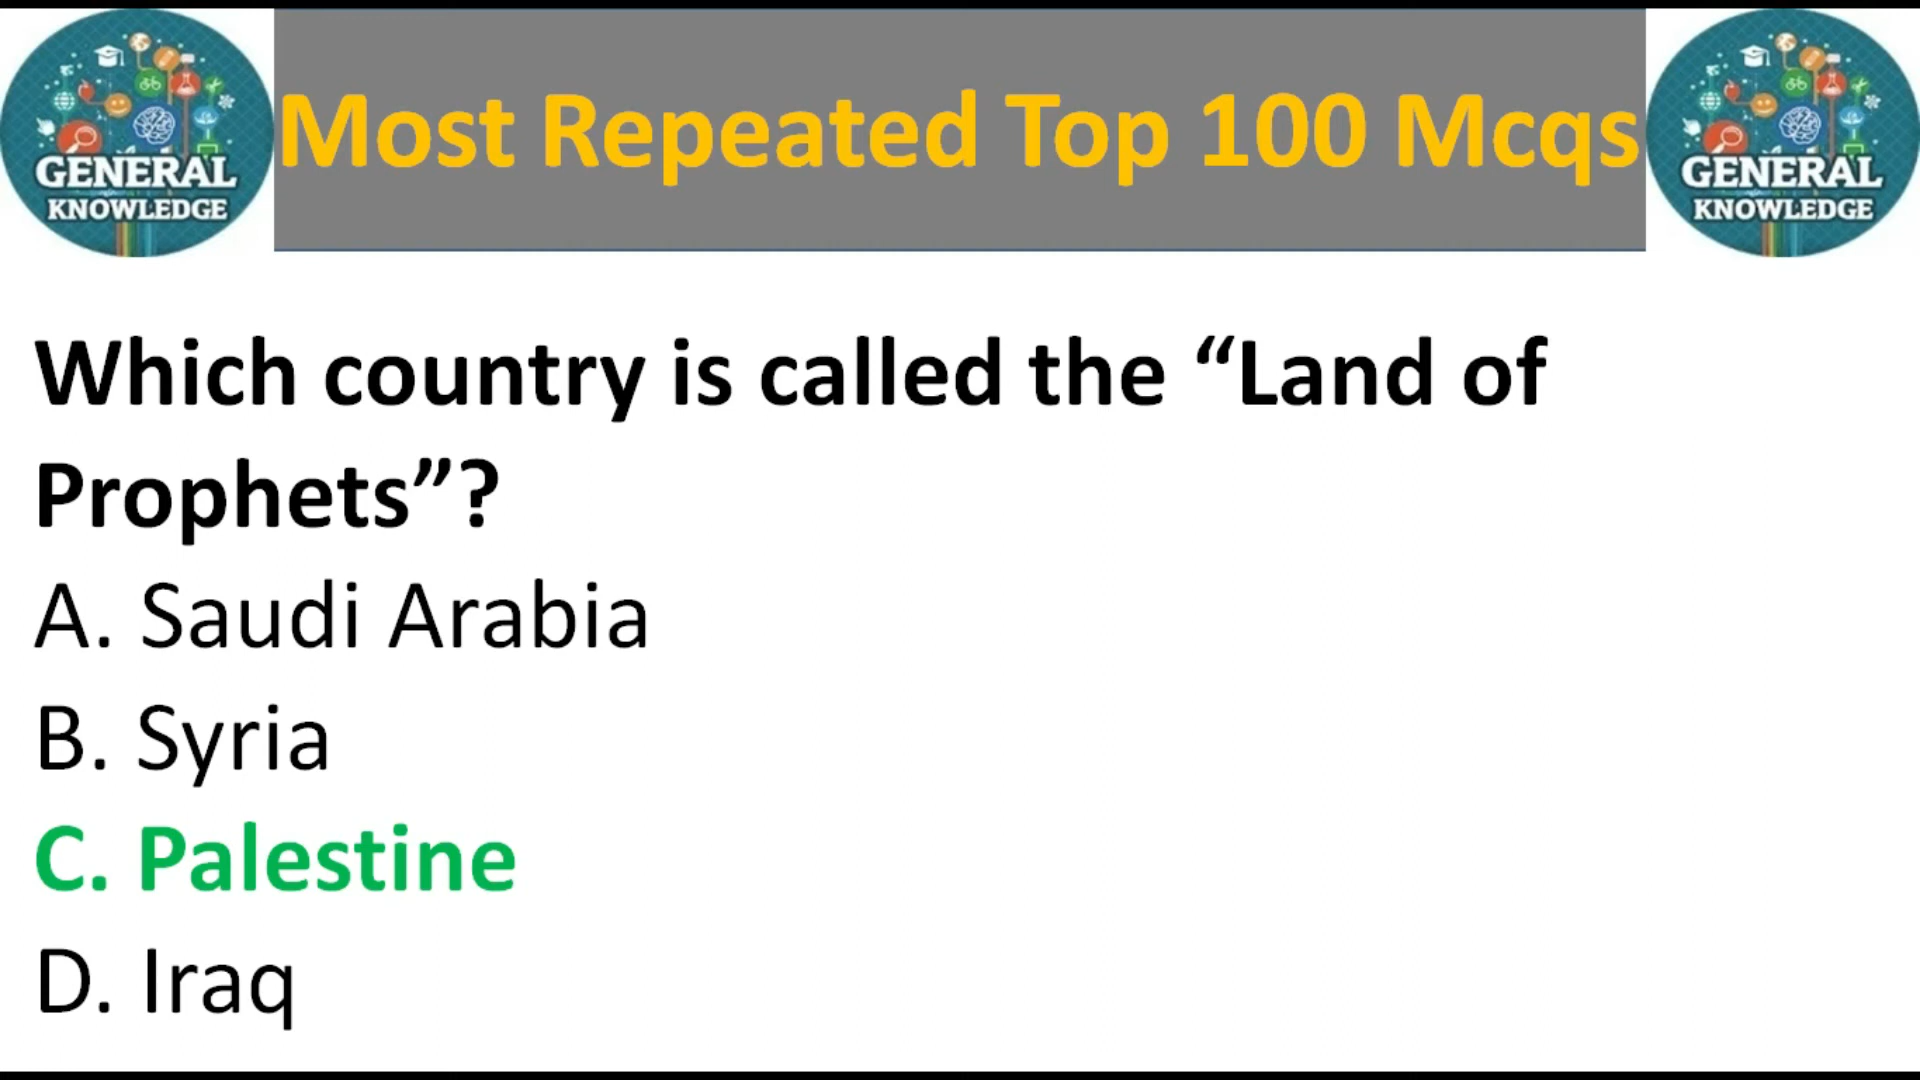 GENERAL
KNOWLEDGE
Most Repeated Top 100 Mcqs
GENERAL
KNOWLEDGE
Which country is called the “Land of
Prophets”?
A. Saudi Arabia
B. Syria
C. Palestine
D. Iraq